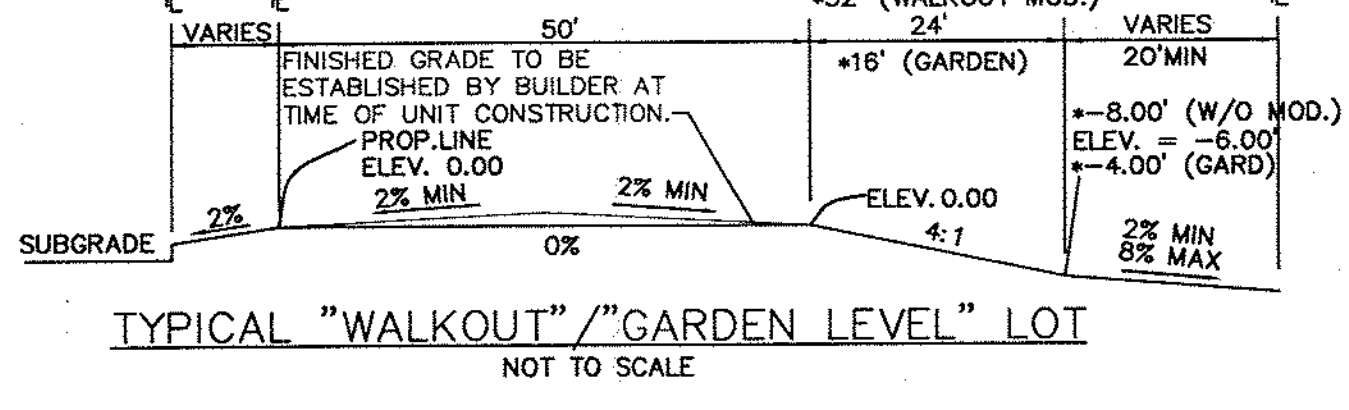 *32' (WALKOUT MOD.)
VARIES
50'
24'
VARIES
*16' (GARDEN)
20'MIN
FINISHED GRADE TO BE
ESTABLISHED BY BUILDER AT
TIME OF UNIT CONSTRUCTION.
*-8.00' (W/O MOD.)
ELEV. = -6.00'
*-4.00' (GARD)
PROP.LINE
ELEV. 0.00
2% MIN
2% MIN
ELEV. 0.00
2%
SUBGRADE
0%
4:1
2% MIN
8% MAX
TYPICAL "WALKOUT"/"GARDEN LEVEL" LOT
NOT TO SCALE